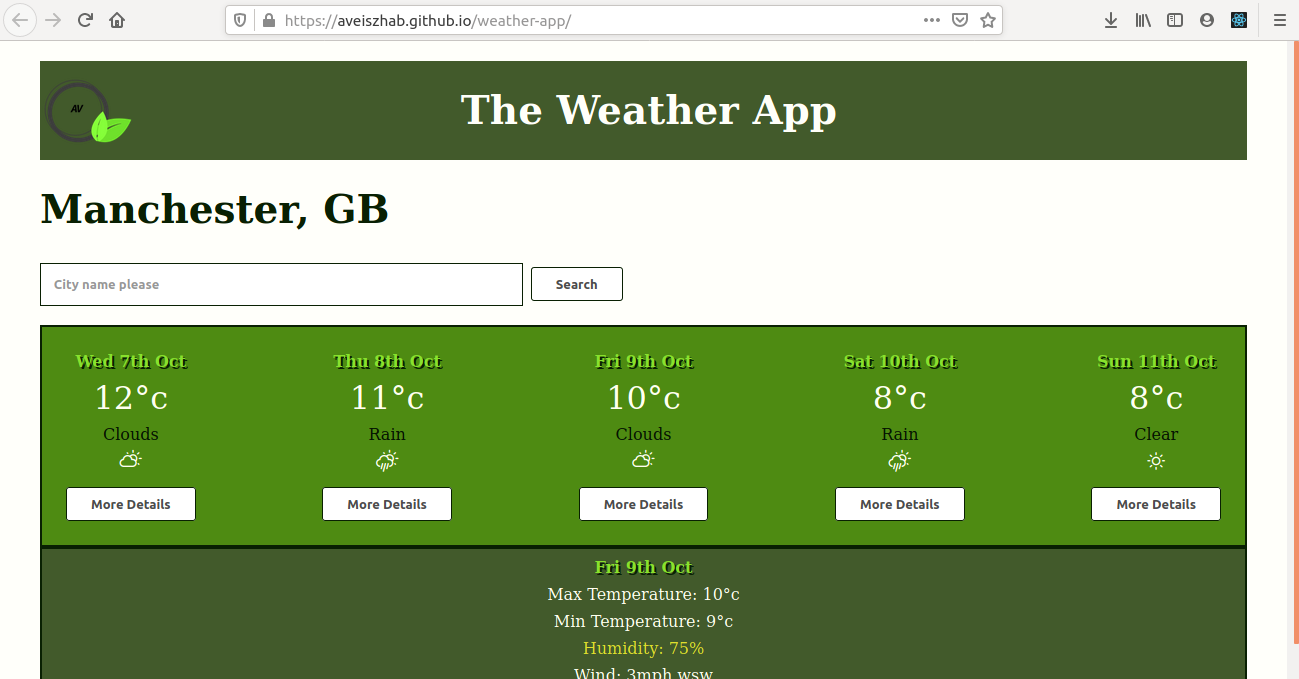 https://aveiszhab.github.io/weather-app/
AV
The Weather App
Manchester, GB
City name please
Search
Wed 7th Oct
12°c
Clouds
More Details
Thu 8th Oct
11°c
Rain
More Details
Fri 9th Oct
10°c
Clouds
More Details
Sat 10th Oct
8°c
Rain
More Details
Sun 11th Oct
8°c
Clear
More Details
Fri 9th Oct
Max Temperature: 10°c
Min Temperature: 9°c
Humidity: 75%
Wind: 3mph wsw